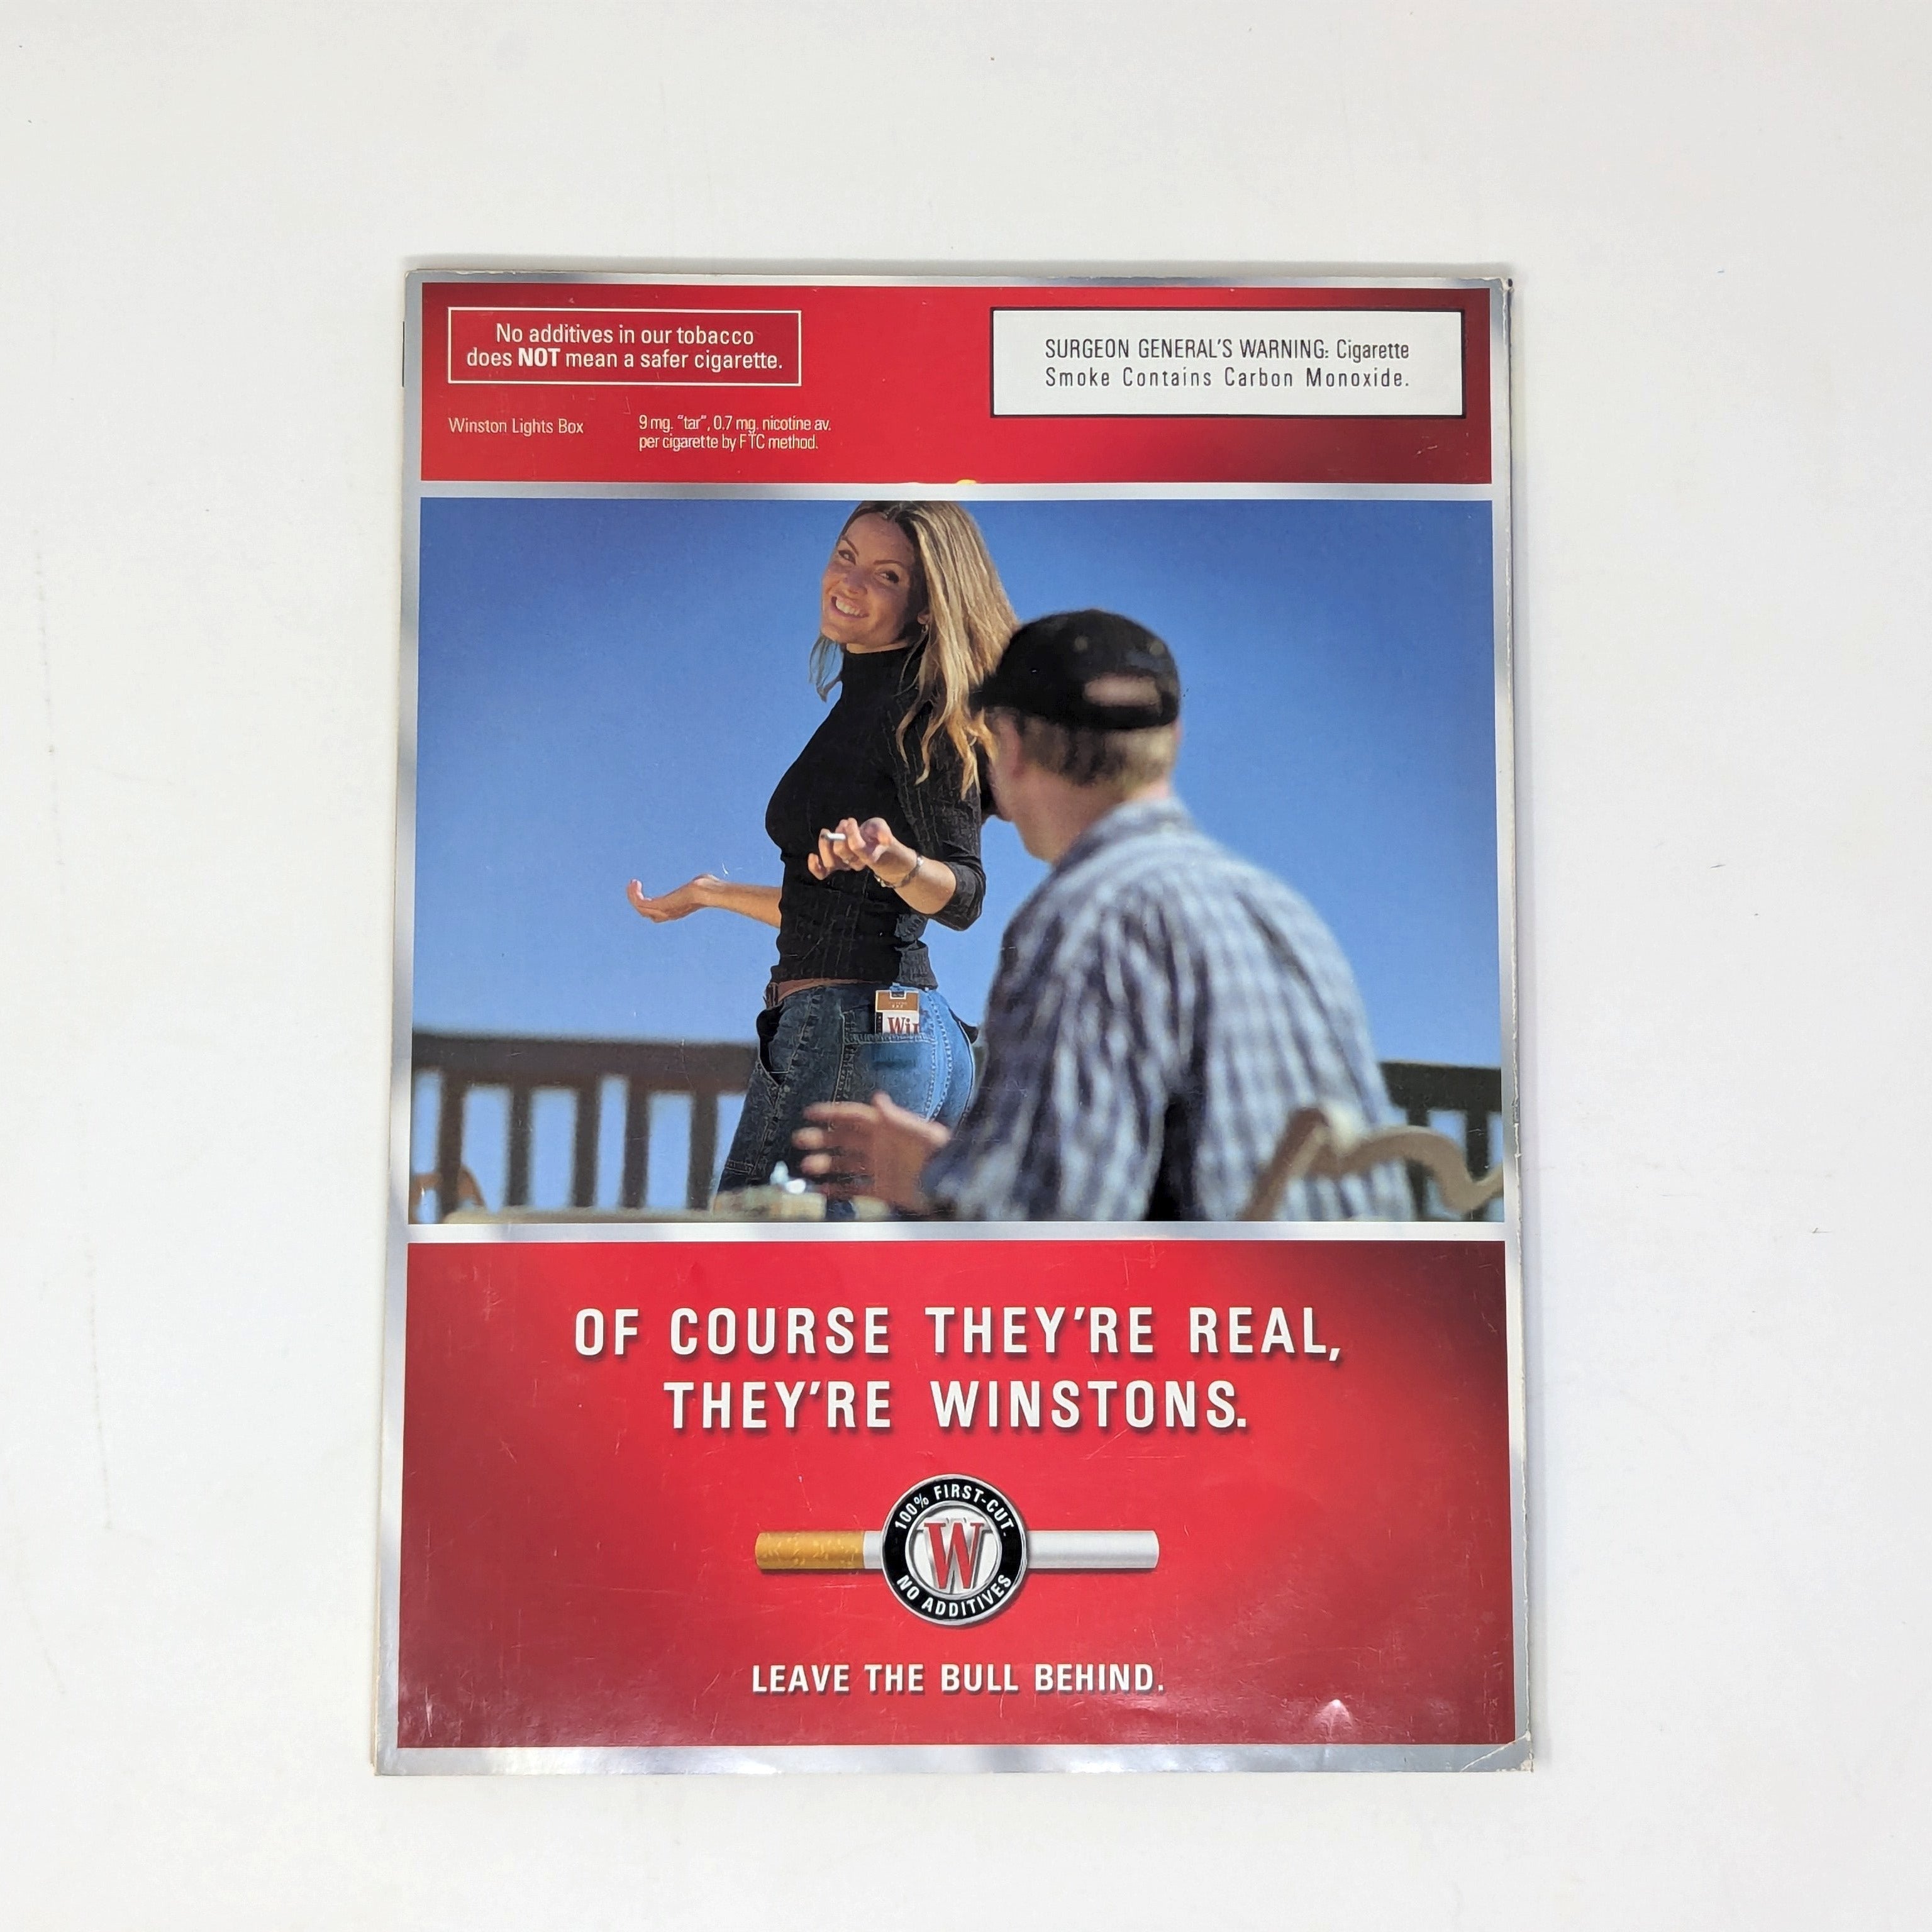 No additives in our tobacco
does NOT mean a safer cigarette.
SURGEON GENERAL'S WARNING: Cigarette
Smoke Contains Carbon Monoxide.
Winston Lights Box
9 mg. "tar", 0.7 mg. nicotine av.
per cigarette by FTC method.
Win
OF COURSE THEY'RE REAL,
THEY'RE WINSTONS.
100% FIRST-CUT.
W
NO ADDITIVES
LEAVE THE BULL BEHIND.